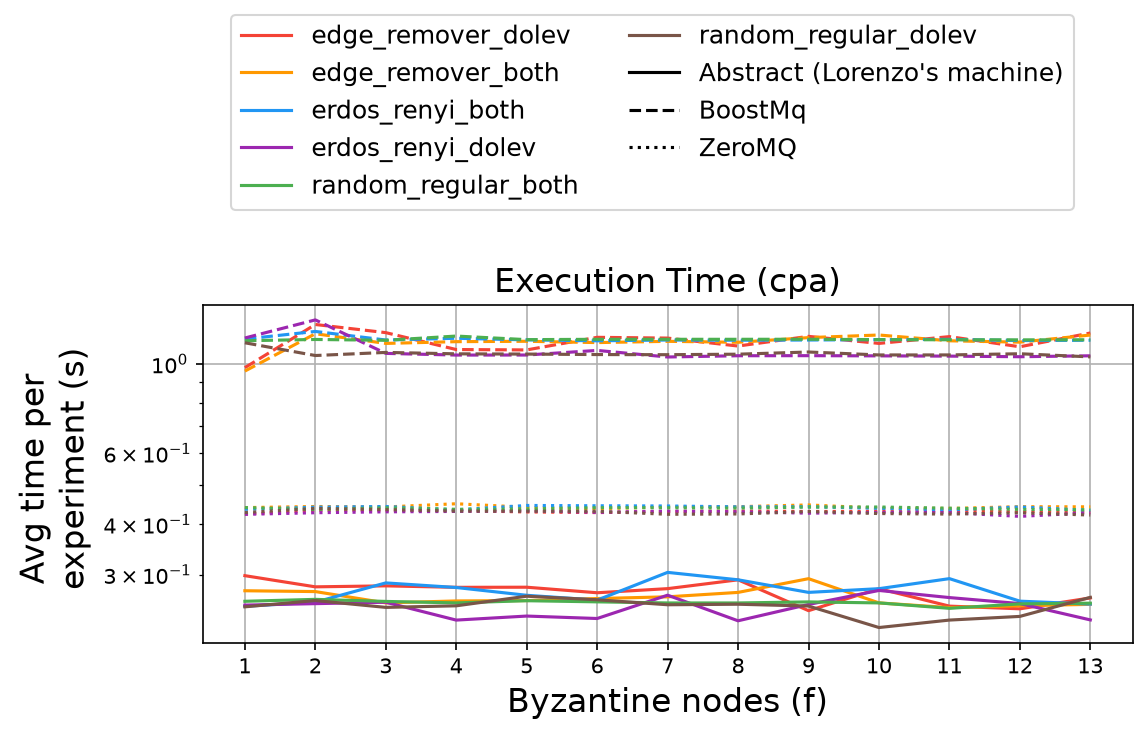 edge_remover_dolev
edge_remover_both
erdos_renyi_both
erdos_renyi_dolev
random_regular_both
random_regular_dolev
Abstract (Lorenzo's machine)
BoostMq
ZeroMQ
Execution Time (cpa)
Avg time per
experiment (s)
10⁰
6 × 10⁻¹
4 × 10⁻¹
3 × 10⁻¹
1 2 3 4 5 6 7 8 9 10 11 12 13
Byzantine nodes (f)